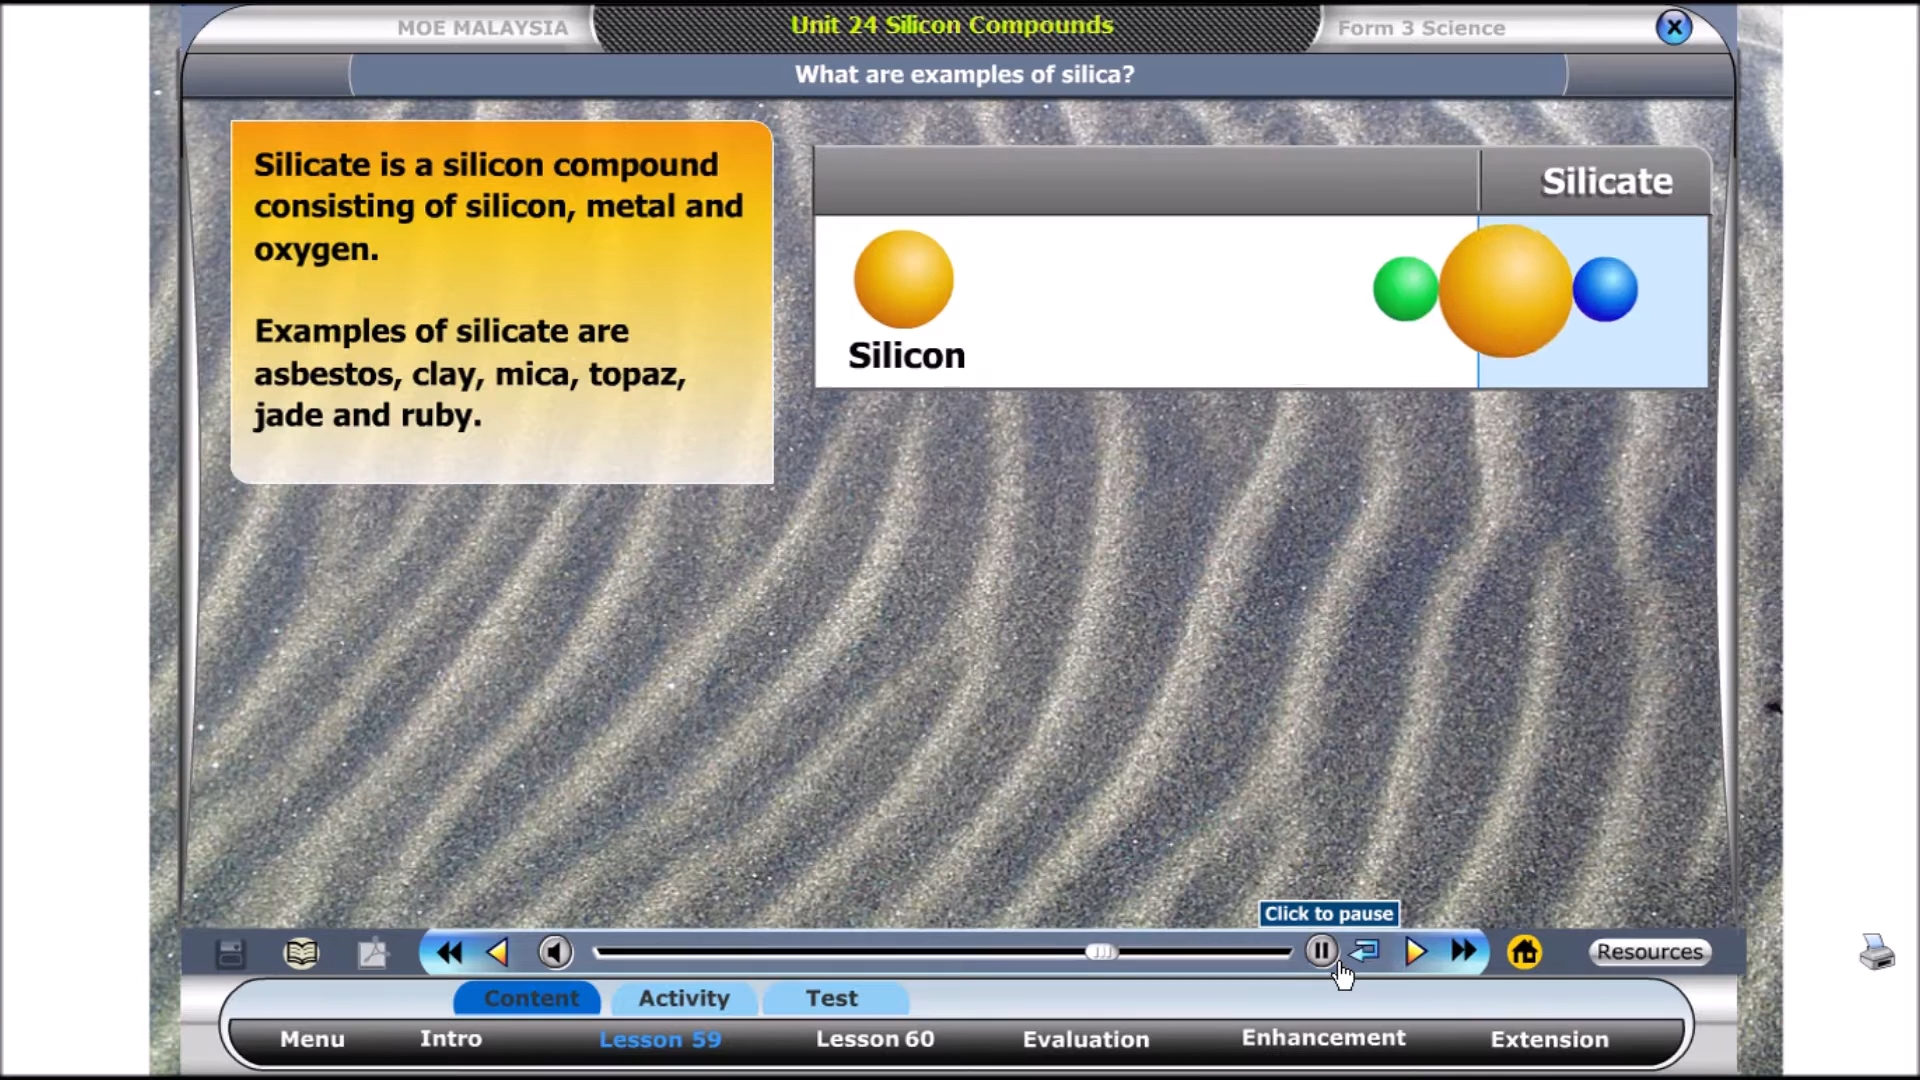 MOE MALAYSIA
Unit 24 Silicon Compounds
Form 3 Science
What are examples of silica?
Silicate is a silicon compound
consisting of silicon, metal and
oxygen.
Examples of silicate are
asbestos, clay, mica, topaz,
jade and ruby.
Silicate
Silicon
Click to pause
Resources
Content
Activity
Test
Menu
Intro
Lesson 59
Lesson 60
Evaluation
Enhancement
Extension